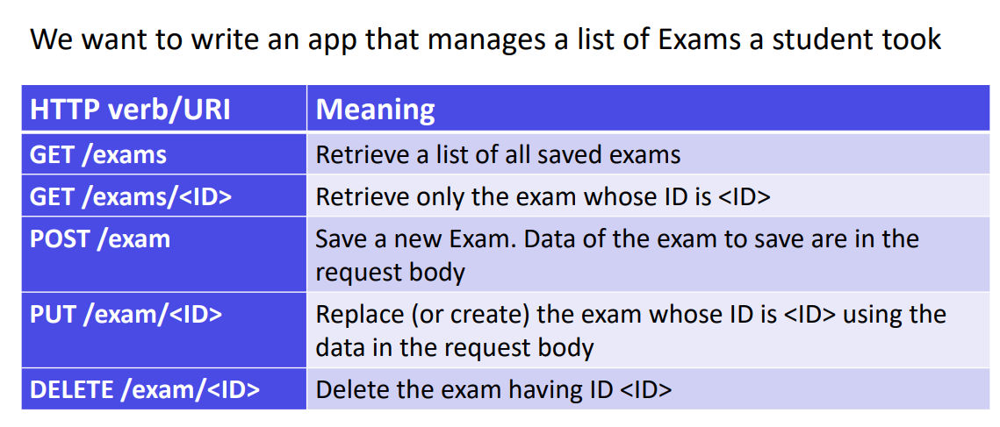 We want to write an app that manages a list of Exams a student took
HTTP verb/URI Meaning
GET /exams Retrieve a list of all saved exams
GET /exams/<ID> Retrieve only the exam whose ID is <ID>
POST /exam Save a new Exam. Data of the exam to save are in the
request body
PUT /exam/<ID> Replace (or create) the exam whose ID is <ID> using the
data in the request body
DELETE /exam/<ID> Delete the exam having ID <ID>